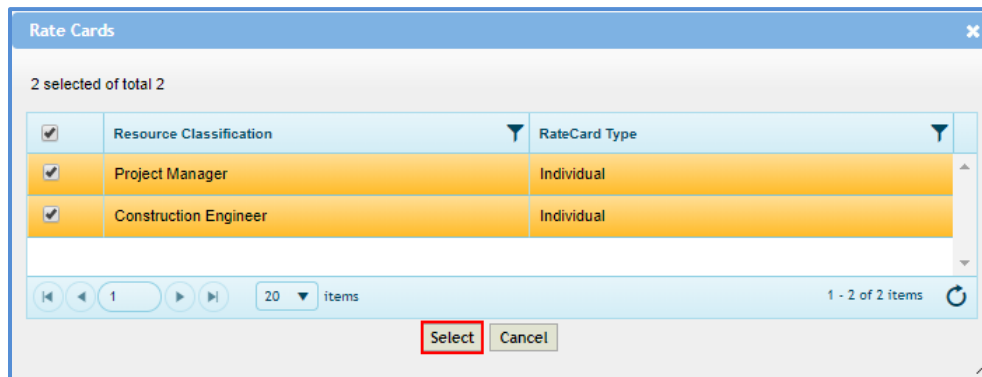 Rate Cards
2 selected of total 2
Resource Classification RateCard Type
Project Manager Individual
Construction Engineer Individual
1 20 items 1 - 2 of 2 items
Select Cancel